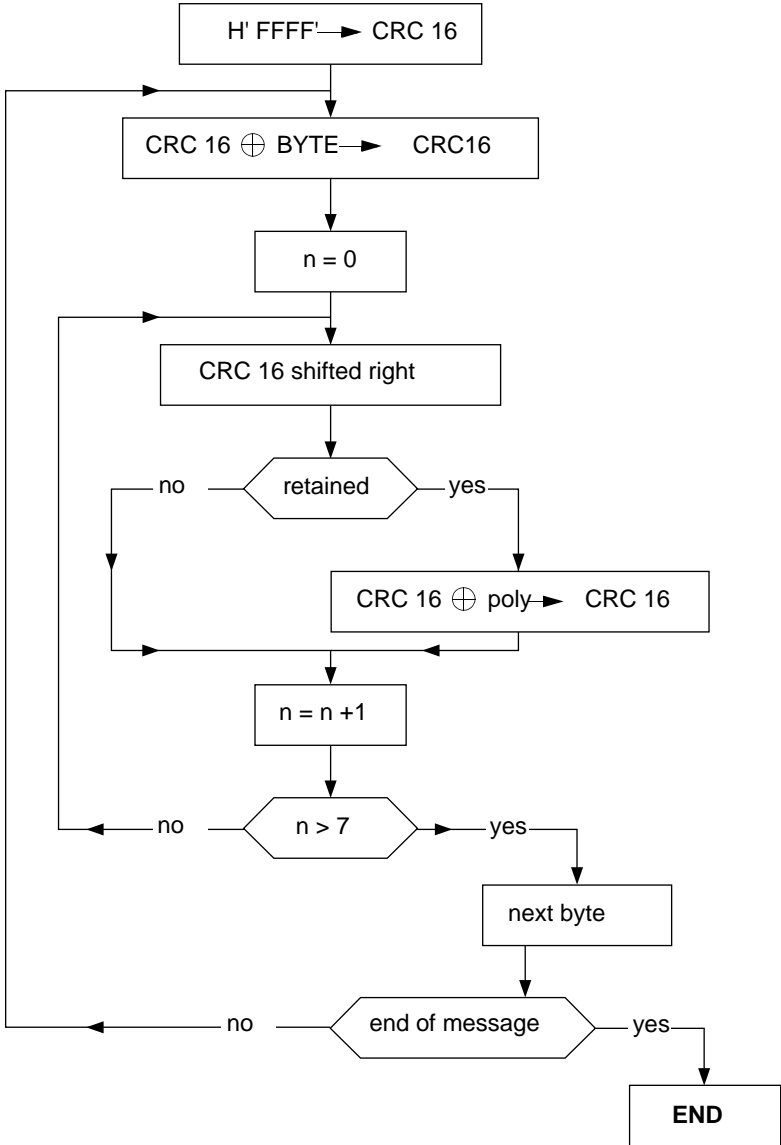 H' FFFF' CRC 16
CRC 16 ⊕ BYTE CRC16
n = 0
CRC 16 shifted right
no retained yes
CRC 16 ⊕ poly CRC 16
n = n +1
no n > 7 yes
next byte
no end of message yes
END